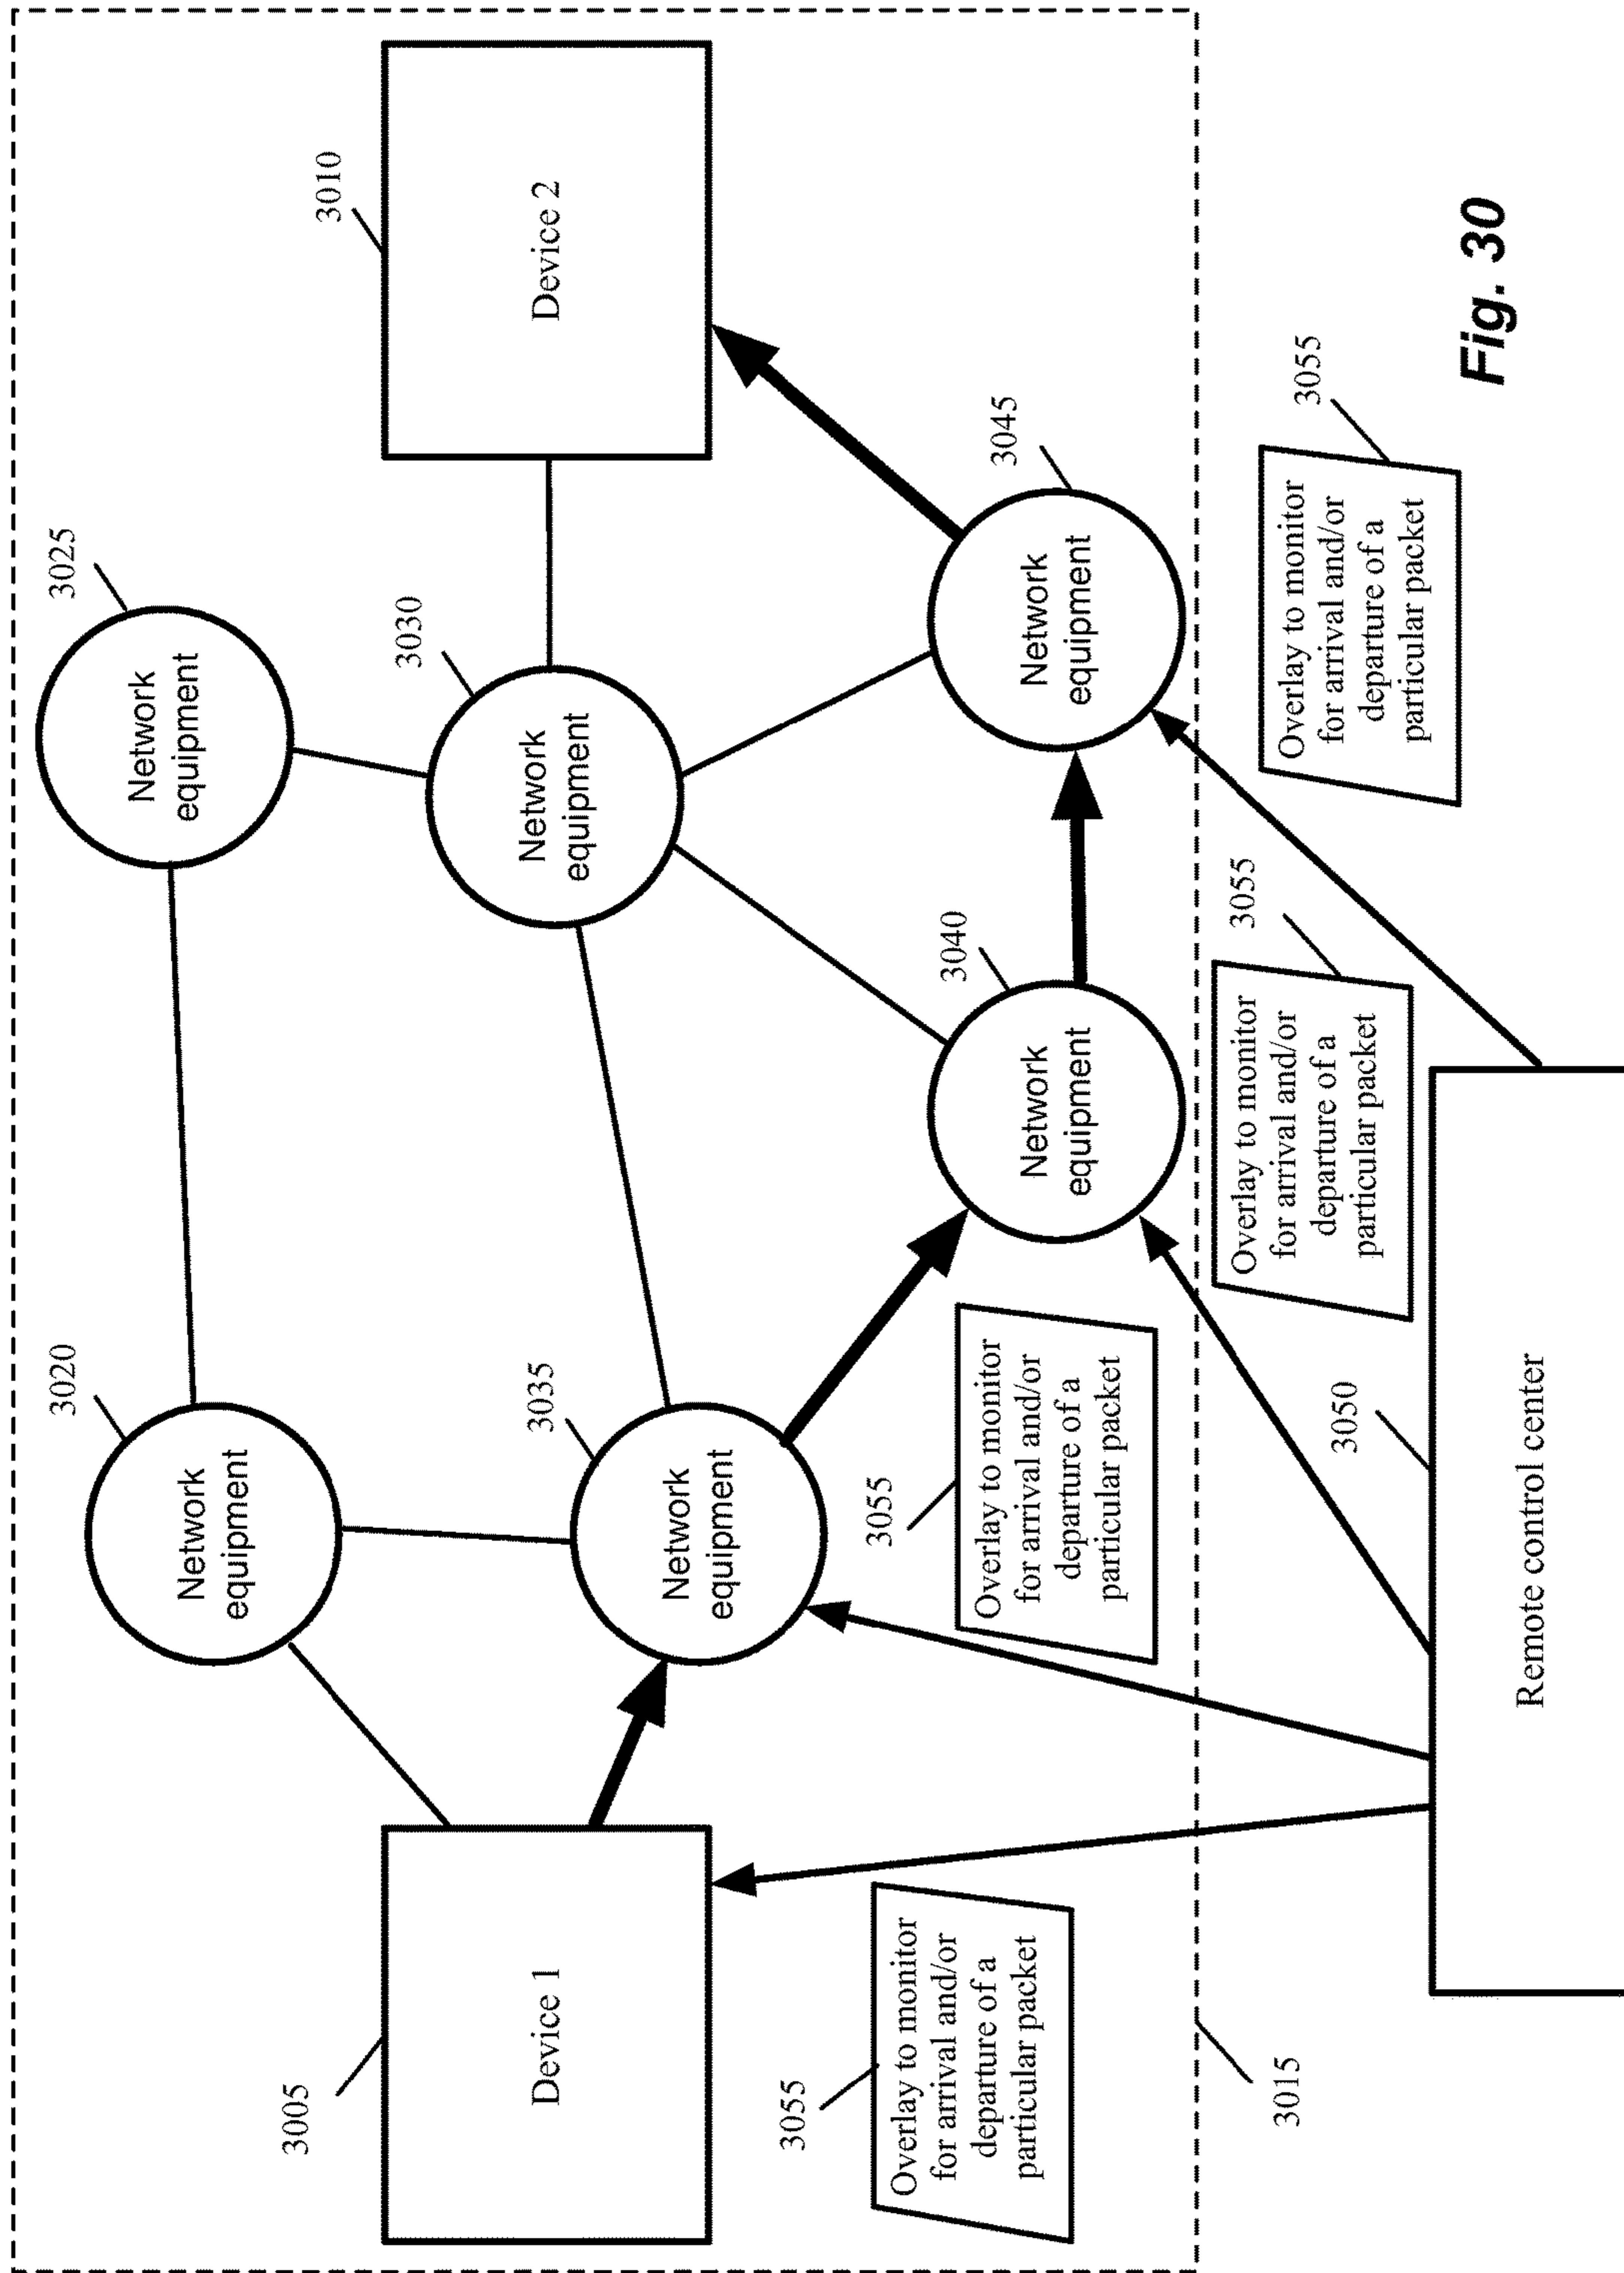 3020
Network
equipment
3025
Network
equipment
3005
Device 1
3035
Network
equipment
3030
Network
equipment
3010
Device 2
3055
Overlay to monitor
for arrival and/or
departure of a
particular packet
3055
Overlay to monitor
for arrival and/or
departure of a
particular packet
3040
Network
equipment
3045
Network
equipment
3015
3055
Overlay to monitor
for arrival and/or
departure of a
particular packet
3055
Overlay to monitor
for arrival and/or
departure of a
particular packet
3050
Remote control center
Fig. 30